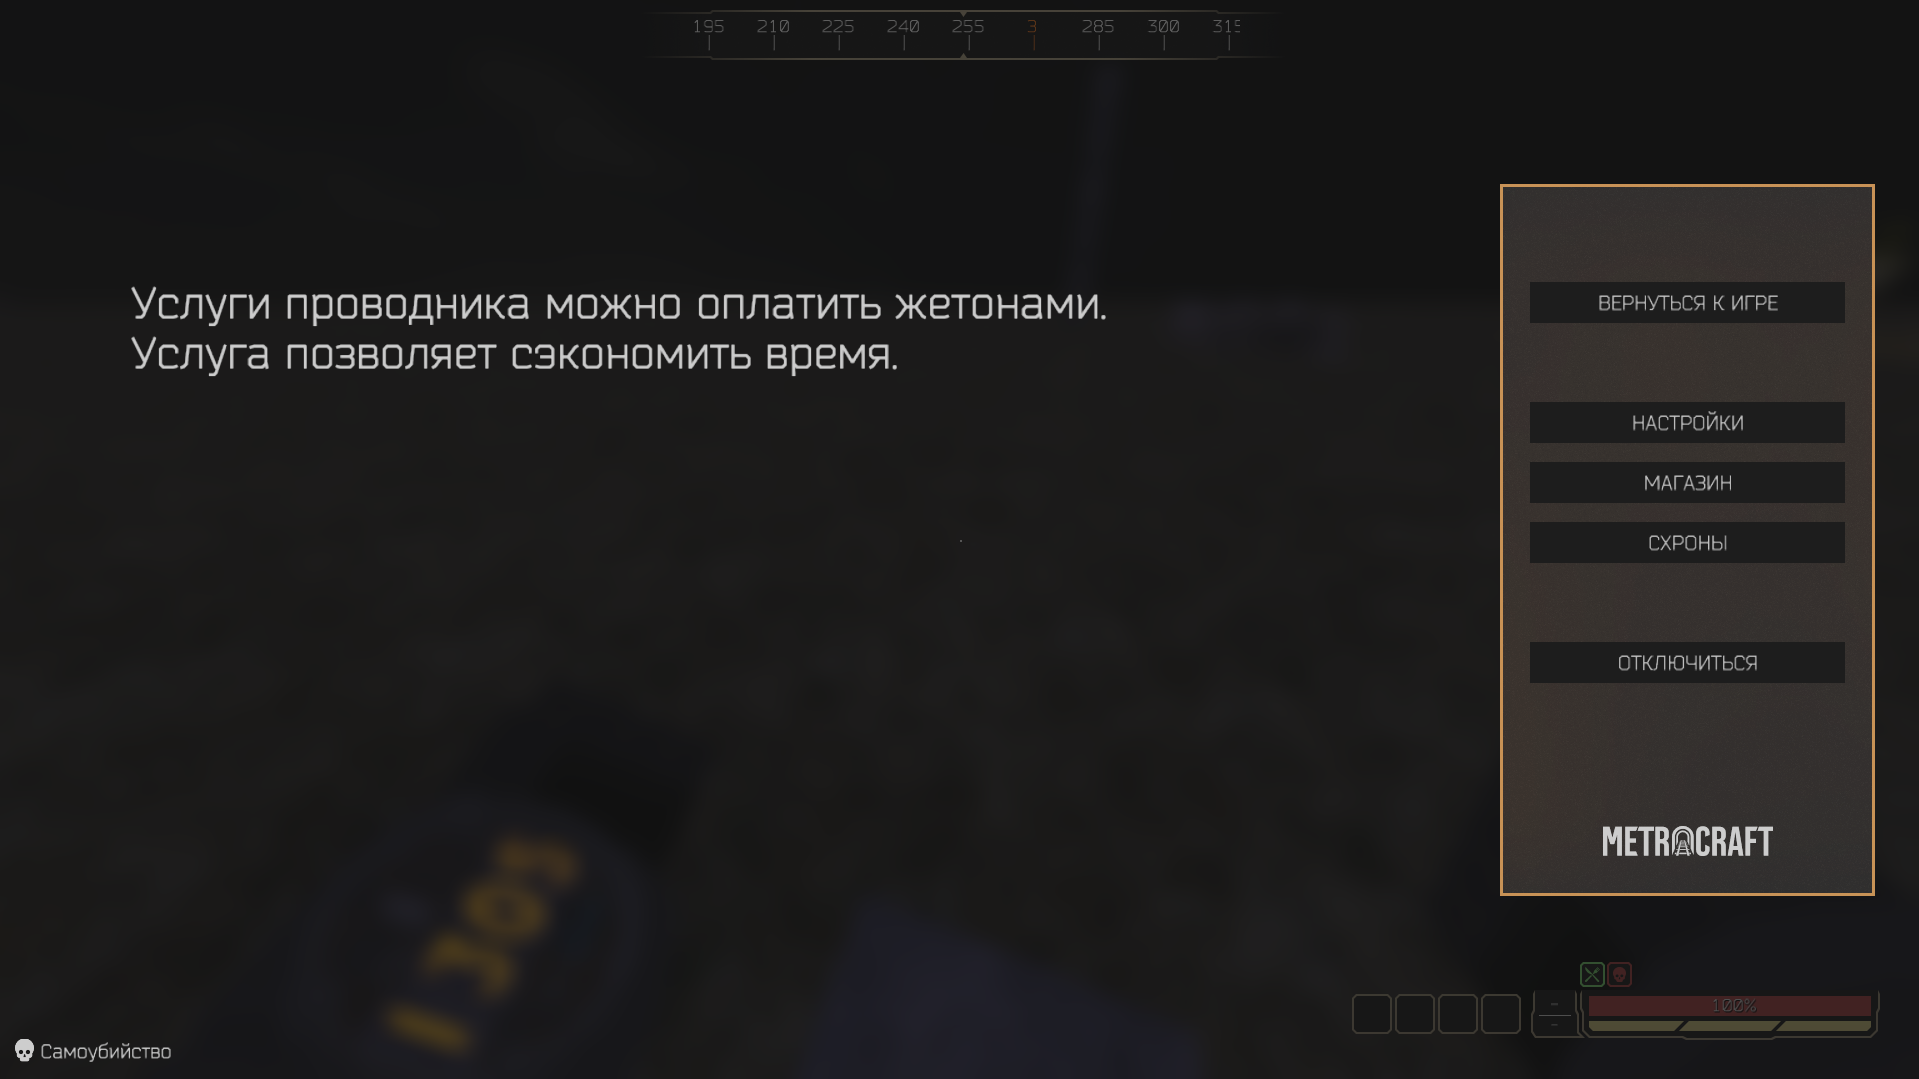 195 210 225 240 255 З 285 300 315
Услуги проводника можно оплатить жетонами.
Услуга позволяет сэкономить время.
ВЕРНУТЬСЯ К ИГРЕ
НАСТРОЙКИ
МАГАЗИН
СХРОНЫ
ОТКЛЮЧИТЬСЯ
METROCRAFT
100%
Самоубийство